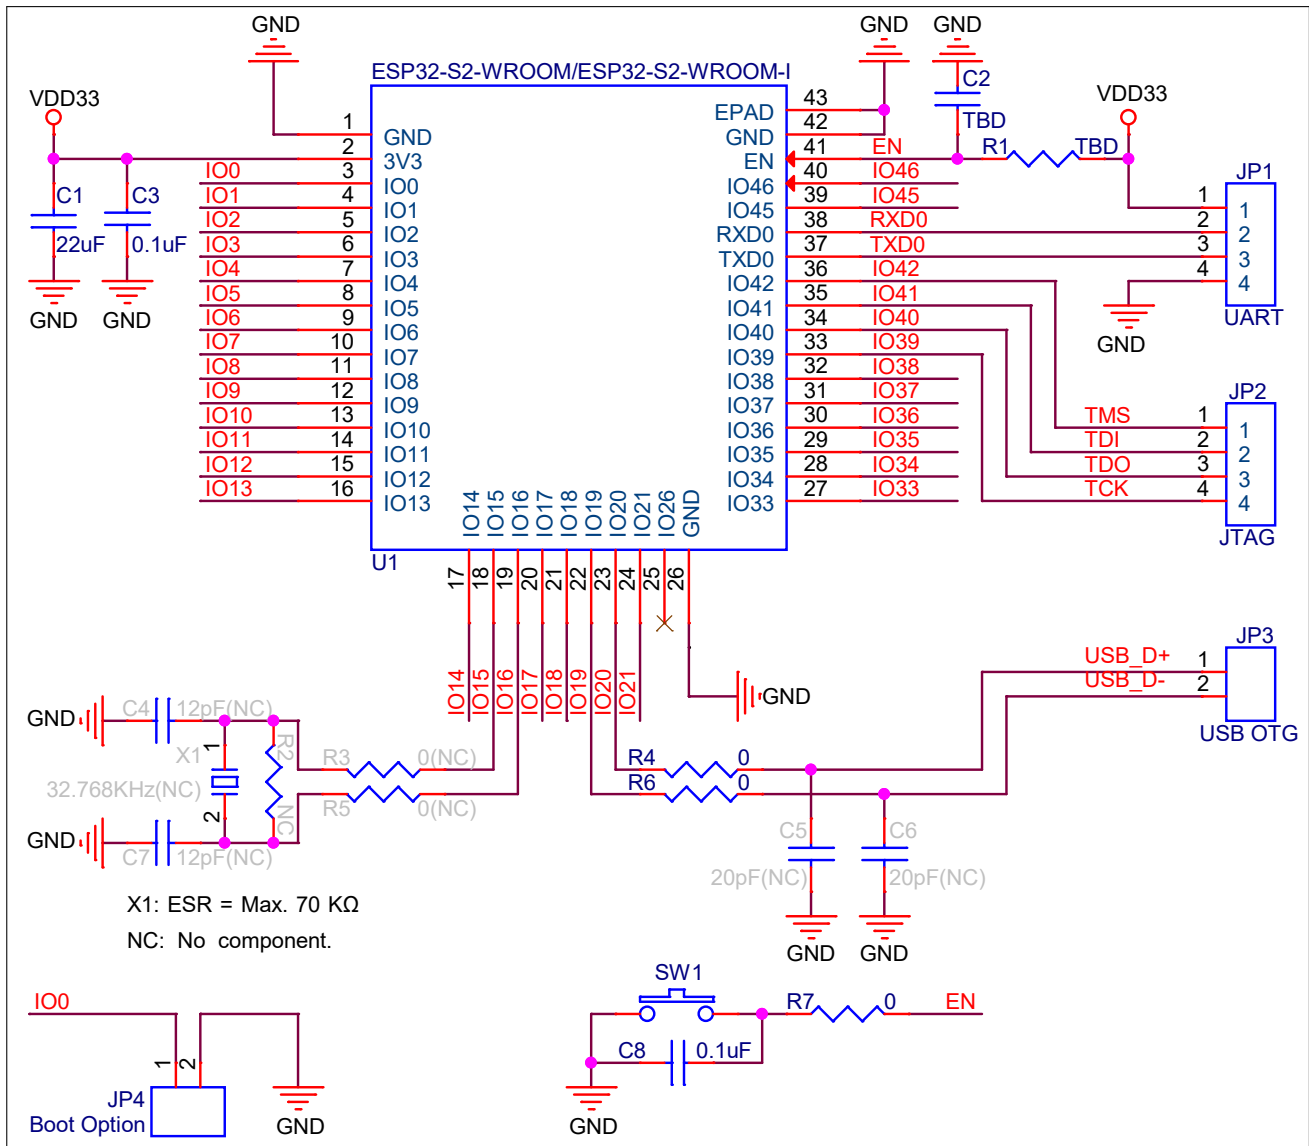 GND
GND
GND
ESP32-S2-WROOM/ESP32-S2-WROOM-I
VDD33
C2
TBD
VDD33
R1
TBD
C1
22uF
C3
0.1uF
GND
GND
1
2
3
4
5
6
7
8
9
10
11
12
13
14
15
16
IO0
IO1
IO2
IO3
IO4
IO5
IO6
IO7
IO8
IO9
IO10
IO11
IO12
IO13
GND
3V3
IO0
IO1
IO2
IO3
IO4
IO5
IO6
IO7
IO8
IO9
IO10
IO11
IO12
IO13
EPAD
GND
EN
IO46
IO45
RXD0
TXD0
IO42
IO41
IO40
IO39
IO38
IO37
IO36
IO35
IO34
IO33
43
42
41
40
39
38
37
36
35
34
33
32
31
30
29
28
27
EN
IO46
IO45
RXD0
TXD0
IO42
IO41
IO40
IO39
IO38
IO37
IO36
IO35
IO34
IO33
JP1
1
2
3
4
1
2
3
4
UART
GND
JP2
TMS
TDI
TDO
TCK
1
2
3
4
1
2
3
4
JTAG
IO14
IO15
IO16
IO17
IO18
IO19
IO20
IO21
IO26
GND
U1
17
18
19
20
21
22
23
24
25
26
IO14
IO15
IO16
IO17
IO18
IO19
IO20
IO21
GND
JP3
USB_D+
USB_D-
1
2
USB OTG
GND
C4
12pF(NC)
X1
1
2
32.768KHz(NC)
R2
NC
R3
0(NC)
R5
0(NC)
GND
C7
12pF(NC)
R4
0
R6
0
C5
20pF(NC)
C6
20pF(NC)
GND
GND
X1: ESR = Max. 70 KΩ
NC: No component.
IO0
1
2
JP4
Boot Option
GND
SW1
R7
0
EN
C8
0.1uF
GND